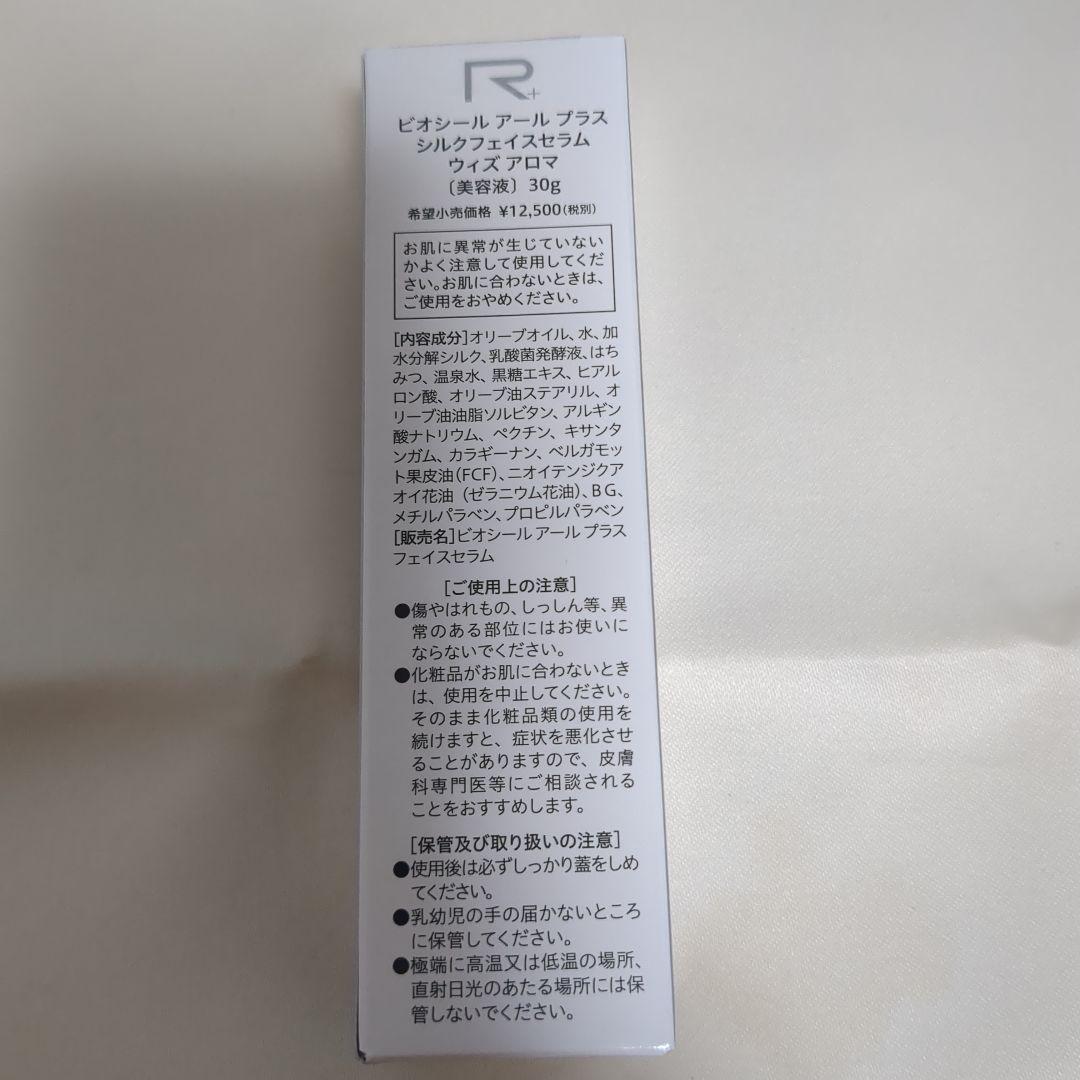 R+
ビオシール アール プラス
シルクフェイスセラム
ウィズ アロマ
〔美容液〕 30g
希望小売価格 ¥12,500(税別)
お肌に異常が生じていない
かよく注意して使用してくだ
さい。お肌に合わないときは、
ご使用をおやめください。
[内容成分]オリーブオイル、水、加
水分解シルク、乳酸菌発酵液、はち
みつ、温泉水、黒糖エキス、ヒアル
ロン酸、オリーブ油ステアリル、オ
リーブ油油脂ソルビタン、アルギン
酸ナトリウム、ペクチン、キサンタ
ンガム、カラギーナン、ベルガモッ
ト果皮油(FCF)、ニオイテンジクア
オイ花油（ゼラニウム花油）、BG、
メチルパラベン、プロピルパラベン
[販売名]ビオシール アール プラス
フェイスセラム
[ご使用上の注意]
●傷やはれもの、しっしん等、異
常のある部位にはお使いに
ならないでください。
●化粧品がお肌に合わないとき
は、使用を中止してください。
そのまま化粧品類の使用を
続けますと、症状を悪化させ
ることがありますので、皮膚
科専門医等にご相談される
ことをおすすめします。
[保管及び取り扱いの注意]
●使用後は必ずしっかり蓋をしめ
てください。
●乳幼児の手の届かないところ
に保管してください。
●極端に高温又は低温の場所、
直射日光のあたる場所には保
管しないでください。